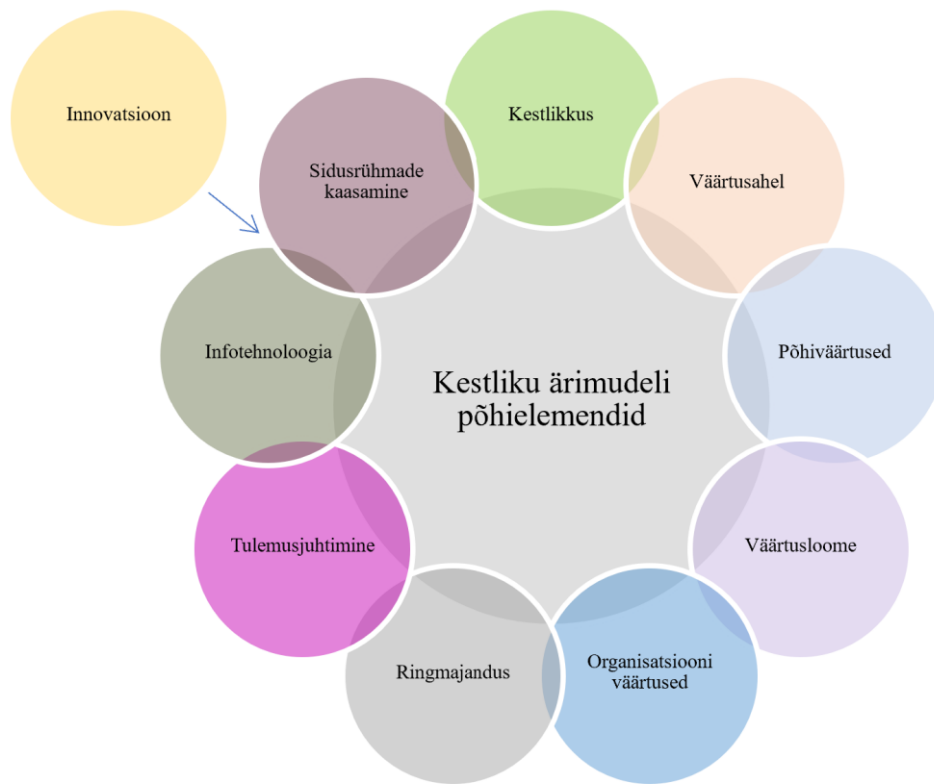 Innovatsioon
Kestlikkus
Sidusrühmade
kaasamine
Väärtusahel
Infotehnoloogia
Põhiväärtused
Kestliku ärimudeli
põhielemendid
Tulemusjuhtimine
Väärtusloome
Ringmajandus
Organisatsiooni
väärtused